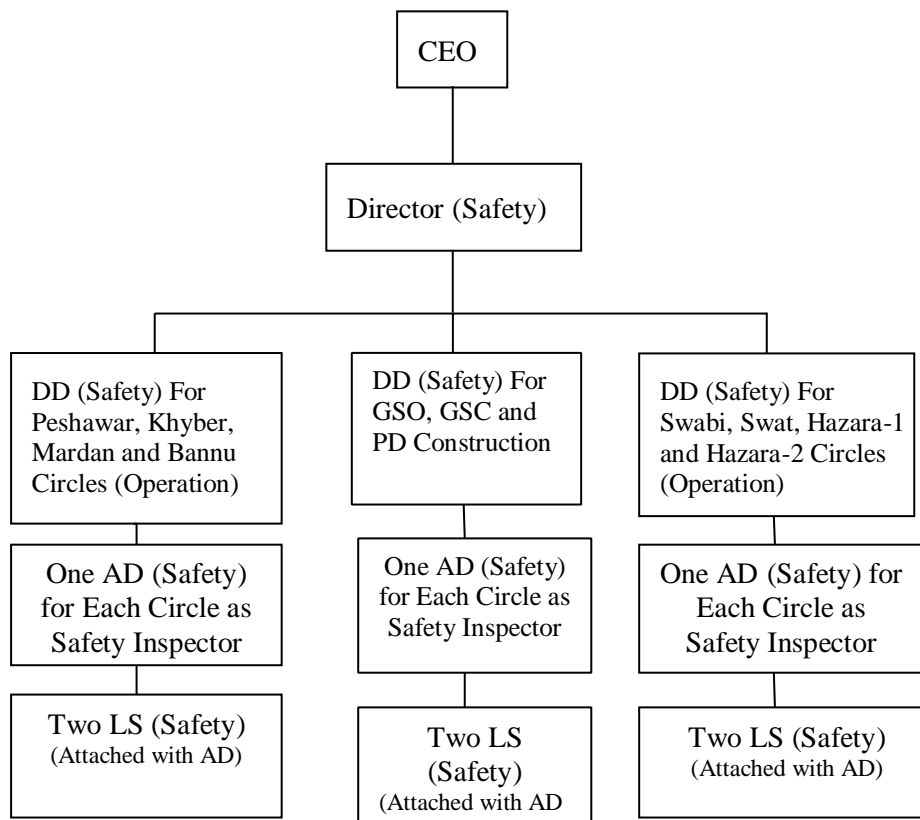 CEO
Director (Safety)
DD (Safety) For
Peshawar, Khyber,
Mardan and Bannu
Circles (Operation)
DD (Safety) For
GSO, GSC and
PD Construction
DD (Safety) For
Swabi, Swat, Hazara-1
and Hazara-2 Circles
(Operation)
One AD (Safety)
for Each Circle as
Safety Inspector
One AD (Safety)
for Each Circle as
Safety Inspector
One AD (Safety) for
Each Circle as
Safety Inspector
Two LS (Safety)
(Attached with AD)
Two LS
(Safety)
(Attached with AD
Two LS (Safety)
(Attached with AD)